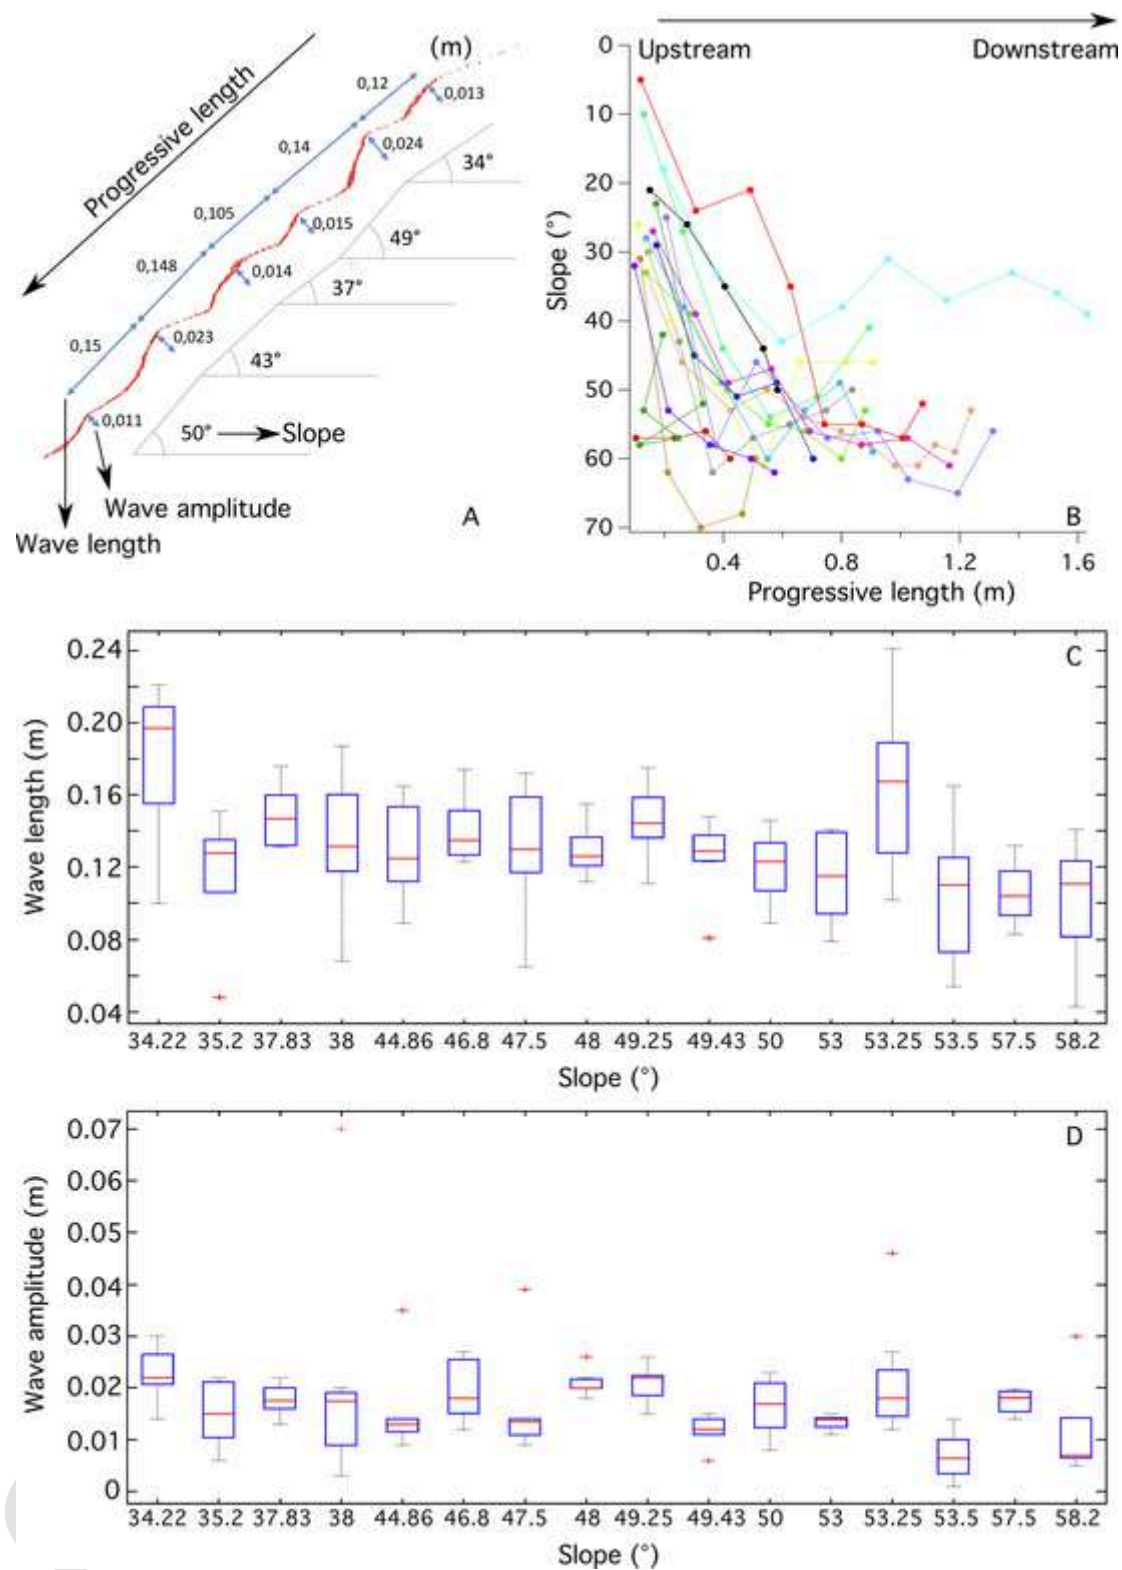 (m)
Progressive length
0,12
0,013
0,14
0,024
34°
0,105
0,015
49°
0,148
0,014
37°
0,15
0,023
43°
0,011
50°
Slope
Wave amplitude
A
Wave length
Upstream
Downstream
0
10
20
30
40
50
60
70
Slope (°)
B
0.4
0.8
1.2
1.6
Progressive length (m)
C
0.24
0.20
0.16
0.12
0.08
0.04
Wave length (m)
34.22 35.2 37.83 38 44.86 46.8 47.5 48 49.25 49.43 50 53 53.25 53.5 57.5 58.2
Slope (°)
D
0.07
0.06
0.05
0.04
0.03
0.02
0.01
0
Wave amplitude (m)
34.22 35.2 37.83 38 44.86 46.8 47.5 48 49.25 49.43 50 53 53.25 53.5 57.5 58.2
Slope (°)